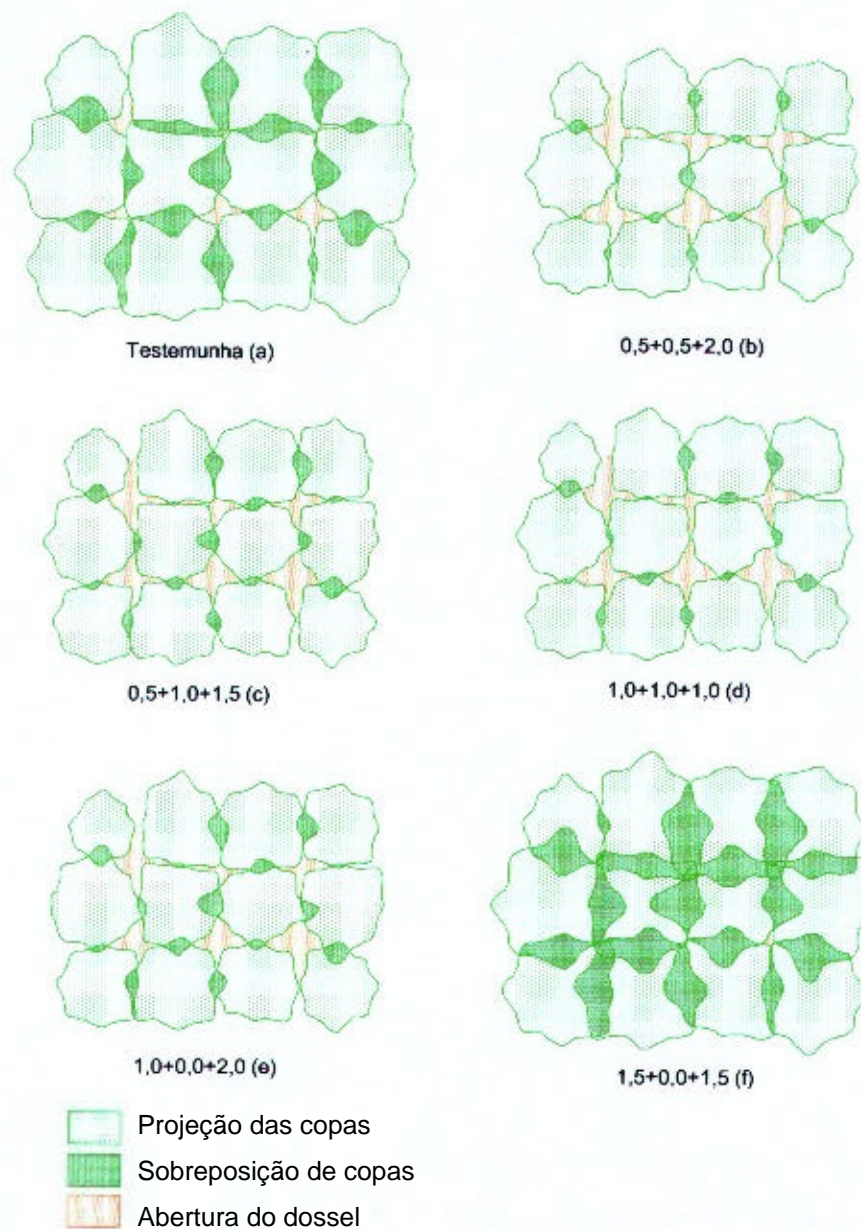 Testemunha (a)
0,5+0,5+2,0 (b)
0,5+1,0+1,5 (c)
1,0+1,0+1,0 (d)
1,0+0,0+2,0 (e)
1,5+0,0+1,5 (f)
Projeção das copas
Sobreposição de copas
Abertura do dossel